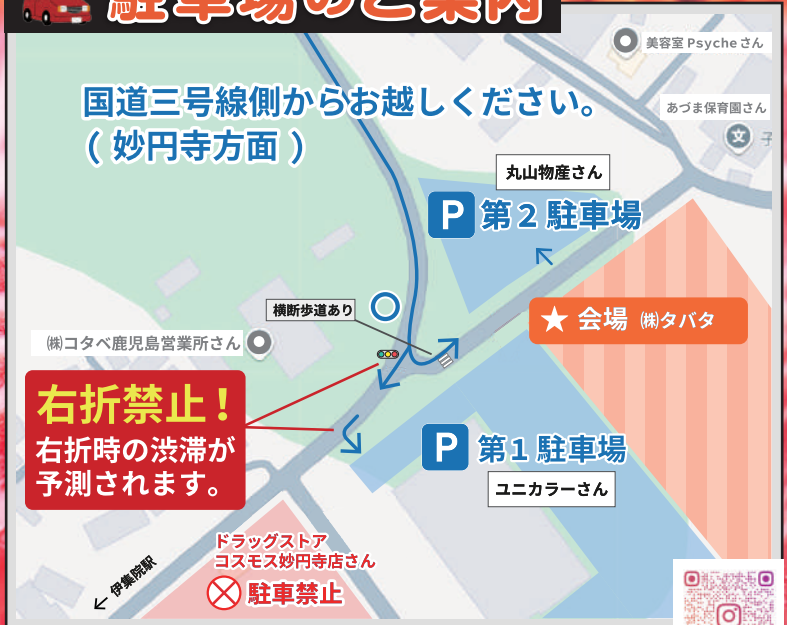 駐車場のご案内
美容室 Psyche さん
国道三号線側からお越しください。
( 妙円寺方面 )
あづま保育園さん
文
子
丸山物産さん
P 第2駐車場
横断歩道あり
★ 会場 ㈱タバタ
㈱コタベ鹿児島営業所さん
右折禁止!
右折時の渋滞が
予測されます。
P 第1駐車場
ユニカラーさん
ドラッグストア
コスモス妙円寺店さん
駐車禁止
伊集院駅